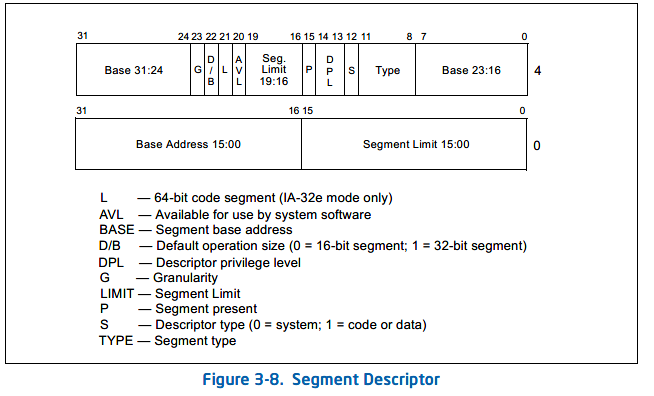 31 24 23 22 21 20 19 16 15 14 13 12 11 8 7 0
Base 31:24 G D/B L AVL Seg. Limit 19:16 P DPL S Type Base 23:16 4
31 16 15 0
Base Address 15:00 Segment Limit 15:00 0
L — 64-bit code segment (IA-32e mode only)
AVL — Available for use by system software
BASE — Segment base address
D/B — Default operation size (0 = 16-bit segment; 1 = 32-bit segment)
DPL — Descriptor privilege level
G — Granularity
LIMIT — Segment Limit
P — Segment present
S — Descriptor type (0 = system; 1 = code or data)
TYPE — Segment type
Figure 3-8. Segment Descriptor